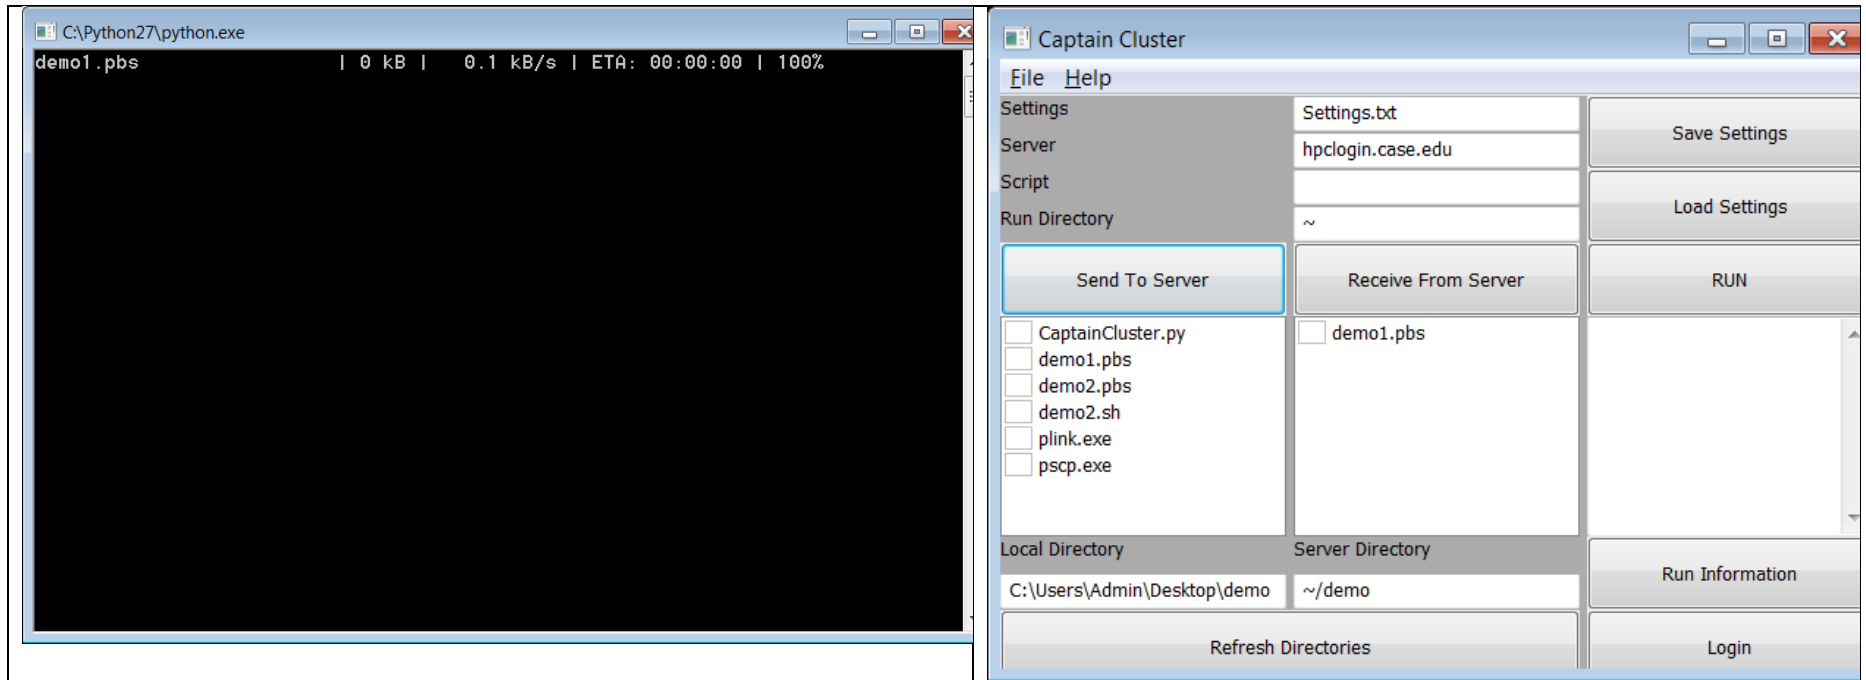 C:\Python27\python.exe
demo1.pbs | 0 kB | 0.1 kB/s | ETA: 00:00:00 | 100%
Captain Cluster
File Help
Settings
Settings.txt
Save Settings
Server
hpclogin.case.edu
Script
Load Settings
Run Directory
~
Send To Server
Receive From Server
RUN
CaptainCluster.py
demo1.pbs
demo2.pbs
demo2.sh
plink.exe
pscp.exe
demo1.pbs
Local Directory
Server Directory
C:\Users\Admin\Desktop\demo
~/demo
Run Information
Refresh Directories
Login